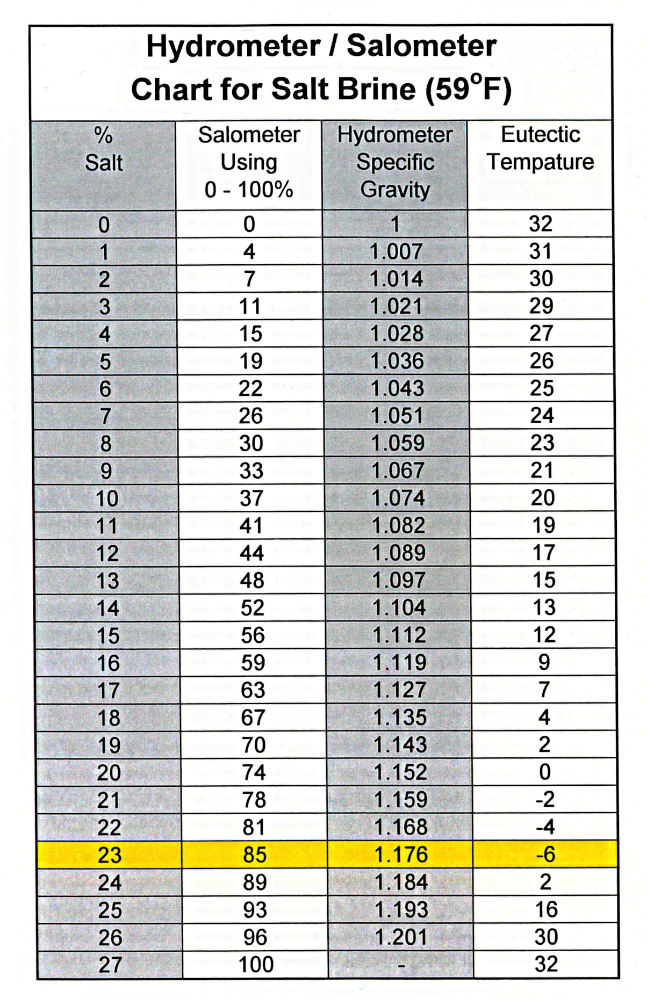 Hydrometer / Salometer
Chart for Salt Brine (59°F)
% Salometer Hydrometer Eutectic
Salt Using Specific Tempature
0 - 100% Gravity
0 0 1 32
1 4 1.007 31
2 7 1.014 30
3 11 1.021 29
4 15 1.028 27
5 19 1.036 26
6 22 1.043 25
7 26 1.051 24
8 30 1.059 23
9 33 1.067 21
10 37 1.074 20
11 41 1.082 19
12 44 1.089 17
13 48 1.097 15
14 52 1.104 13
15 56 1.112 12
16 59 1.119 9
17 63 1.127 7
18 67 1.135 4
19 70 1.143 2
20 74 1.152 0
21 78 1.159 -2
22 81 1.168 -4
23 85 1.176 -6
24 89 1.184 2
25 93 1.193 16
26 96 1.201 30
27 100 - 32